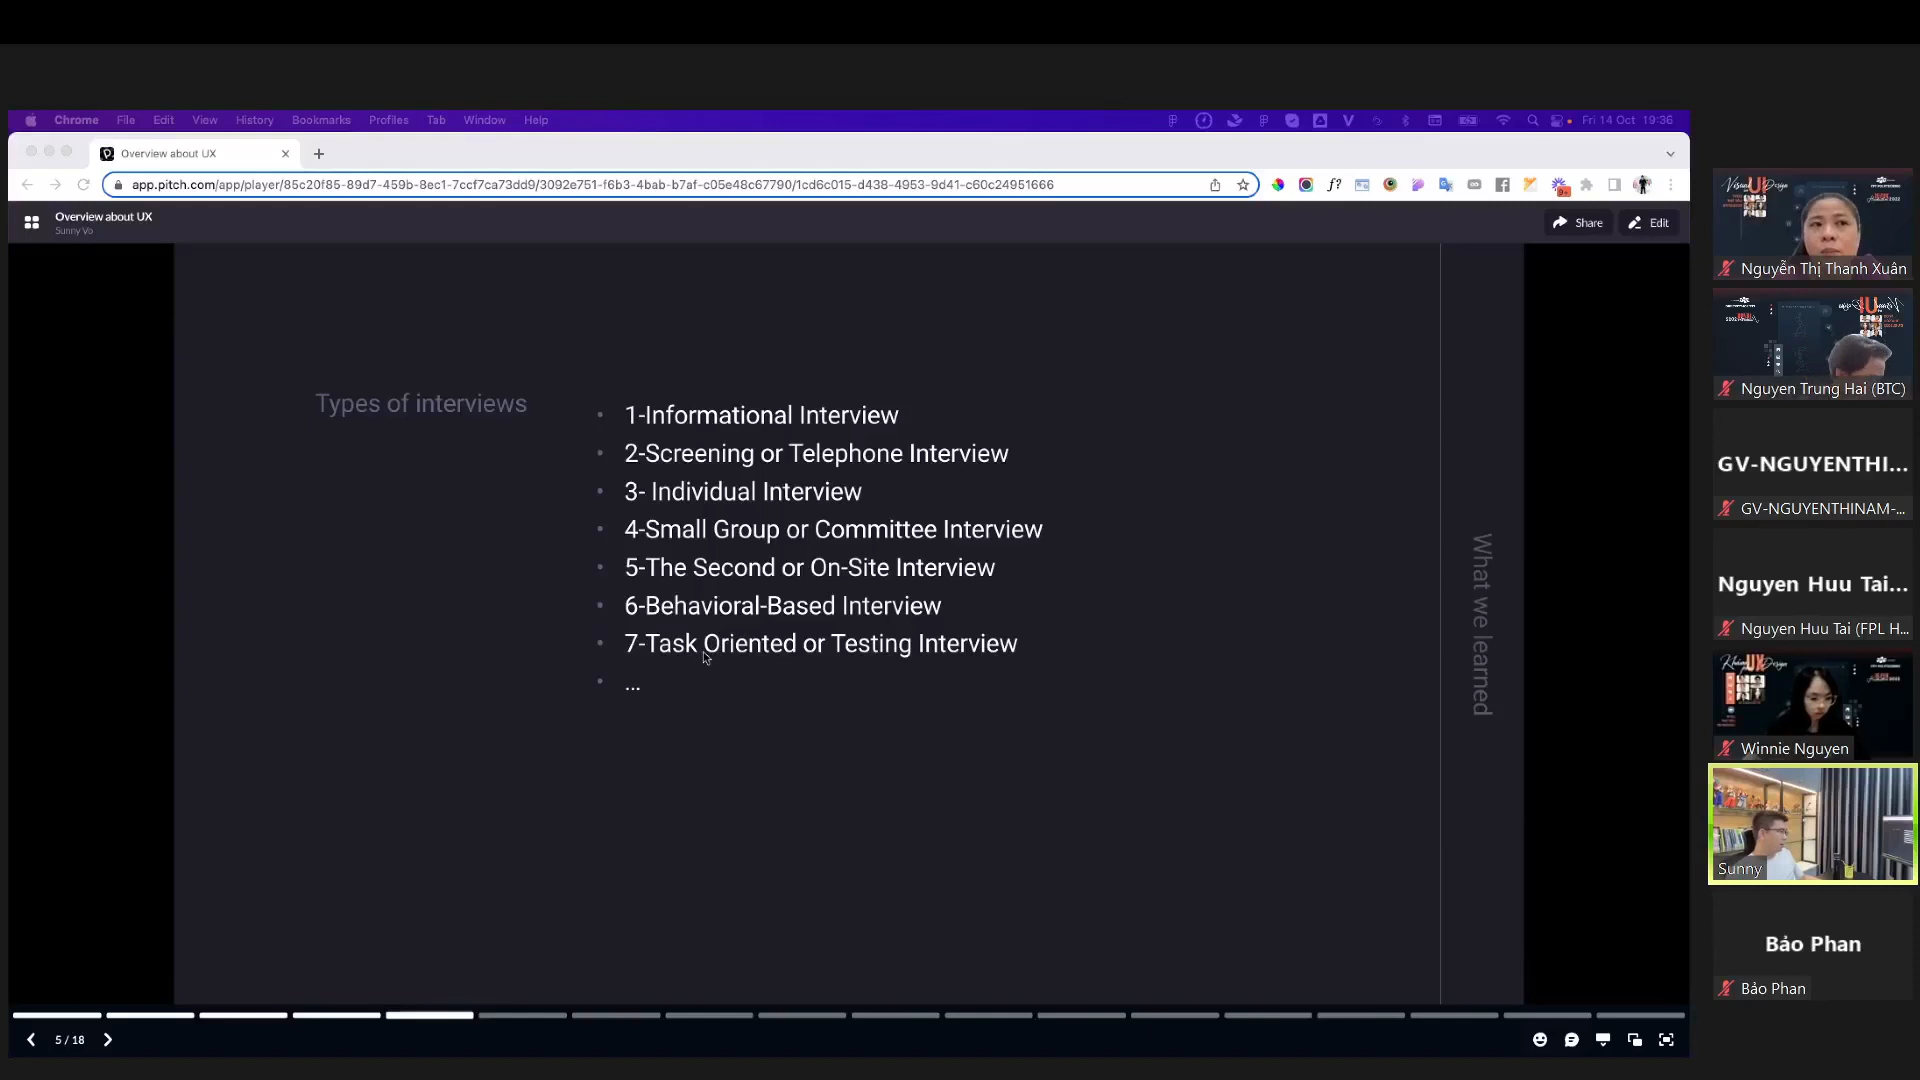 Chrome File Edit View History Bookmarks Profiles Tab Window Help
Fri 14 Oct 19:36
Overview about UX
app.pitch.com/app/player/85c20f85-89d7-459b-8ec1-7ccf7ca73dd9/3092e751-f6b3-4bab-b7af-c05e48c67790/1cd6c015-d438-4953-9d41-c60c24951666
f?
9+
Overview about UX
Sunny Vo
Share
Edit
Types of interviews
• 1-Informational Interview
• 2-Screening or Telephone Interview
• 3- Individual Interview
• 4-Small Group or Committee Interview
• 5-The Second or On-Site Interview
• 6-Behavioral-Based Interview
• 7-Task Oriented or Testing Interview
• ...
What we learned
5 / 18
Nguyễn Thị Thanh Xuân
Nguyen Trung Hai (BTC)
GV-NGUYENTHI...
GV-NGUYENTHINAM-...
Nguyen Huu Tai...
Nguyen Huu Tai (FPL H...
Winnie Nguyen
Sunny
Bảo Phan
Bảo Phan